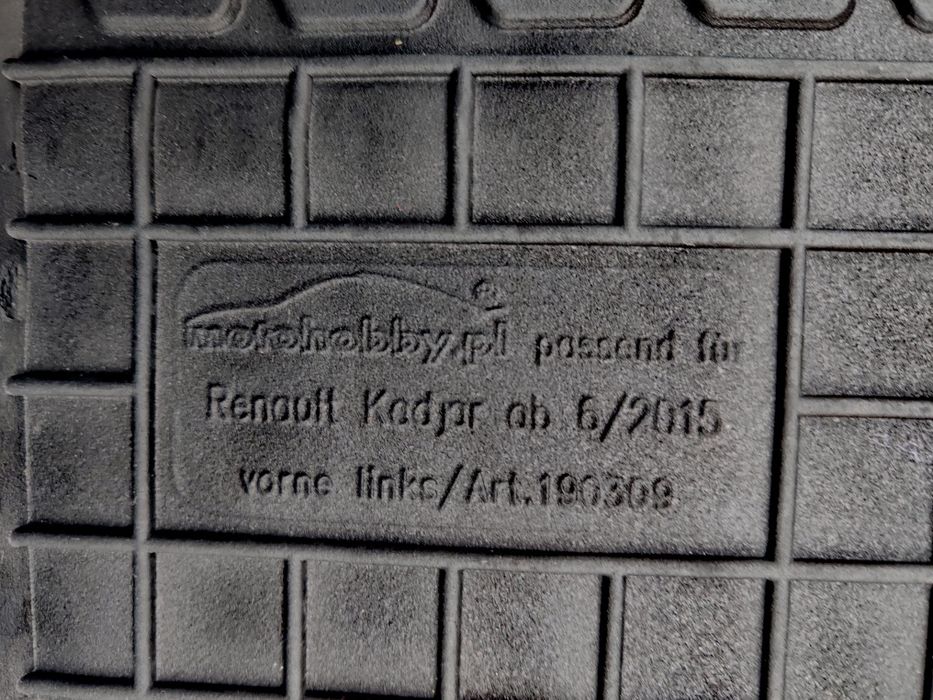 motohobby.pl passend für
Renault Kadjar ab 6/2015
vorne links/Art.190309